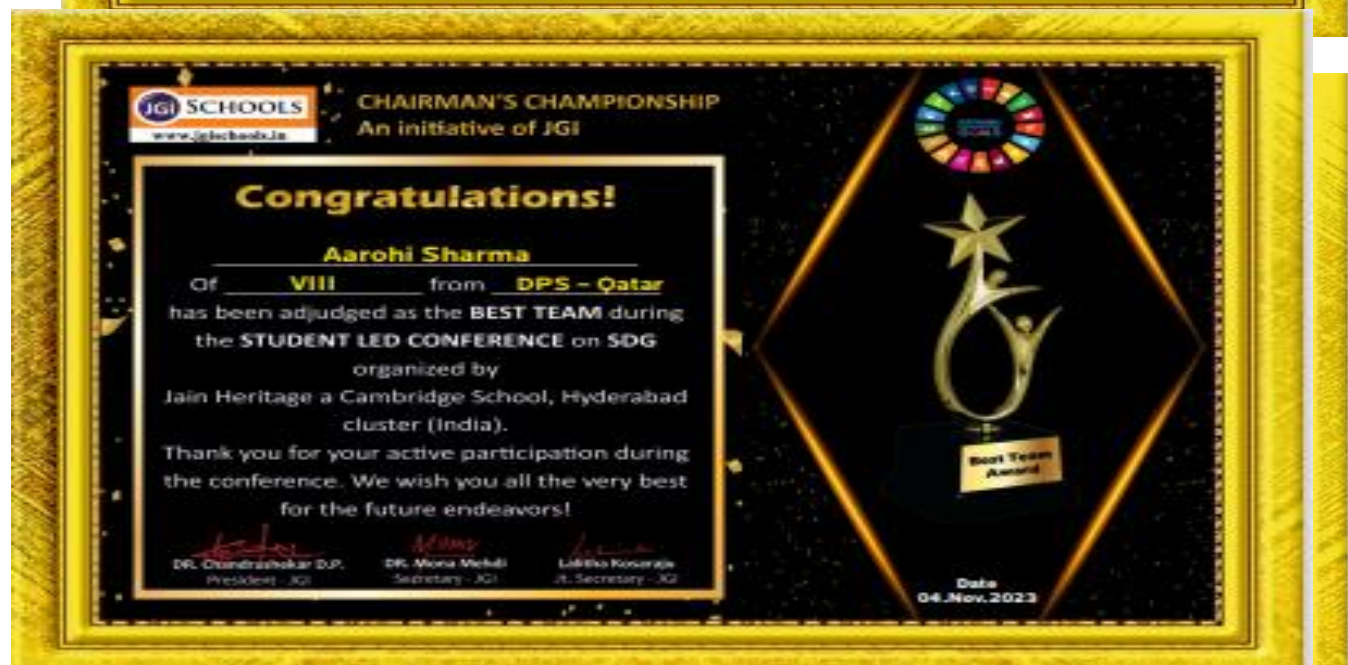 JGI SCHOOLS
www.jgischools.in
CHAIRMAN'S CHAMPIONSHIP
An initiative of JGI
Congratulations!
Aarohi Sharma
Of VIII from DPS – Qatar
has been adjudged as the BEST TEAM during
the STUDENT LED CONFERENCE on SDG
organized by
Jain Heritage a Cambridge School, Hyderabad
cluster (India).
Thank you for your active participation during
the conference. We wish you all the very best
for the future endeavors!
DR. Chandrashekar D.P.
President - JGI
DR. Mona Mehdi
Secretary - JGI
Lalitha Kosaraju
Jt. Secretary - JGI
Best Team
Award
Date
04.Nov.2023